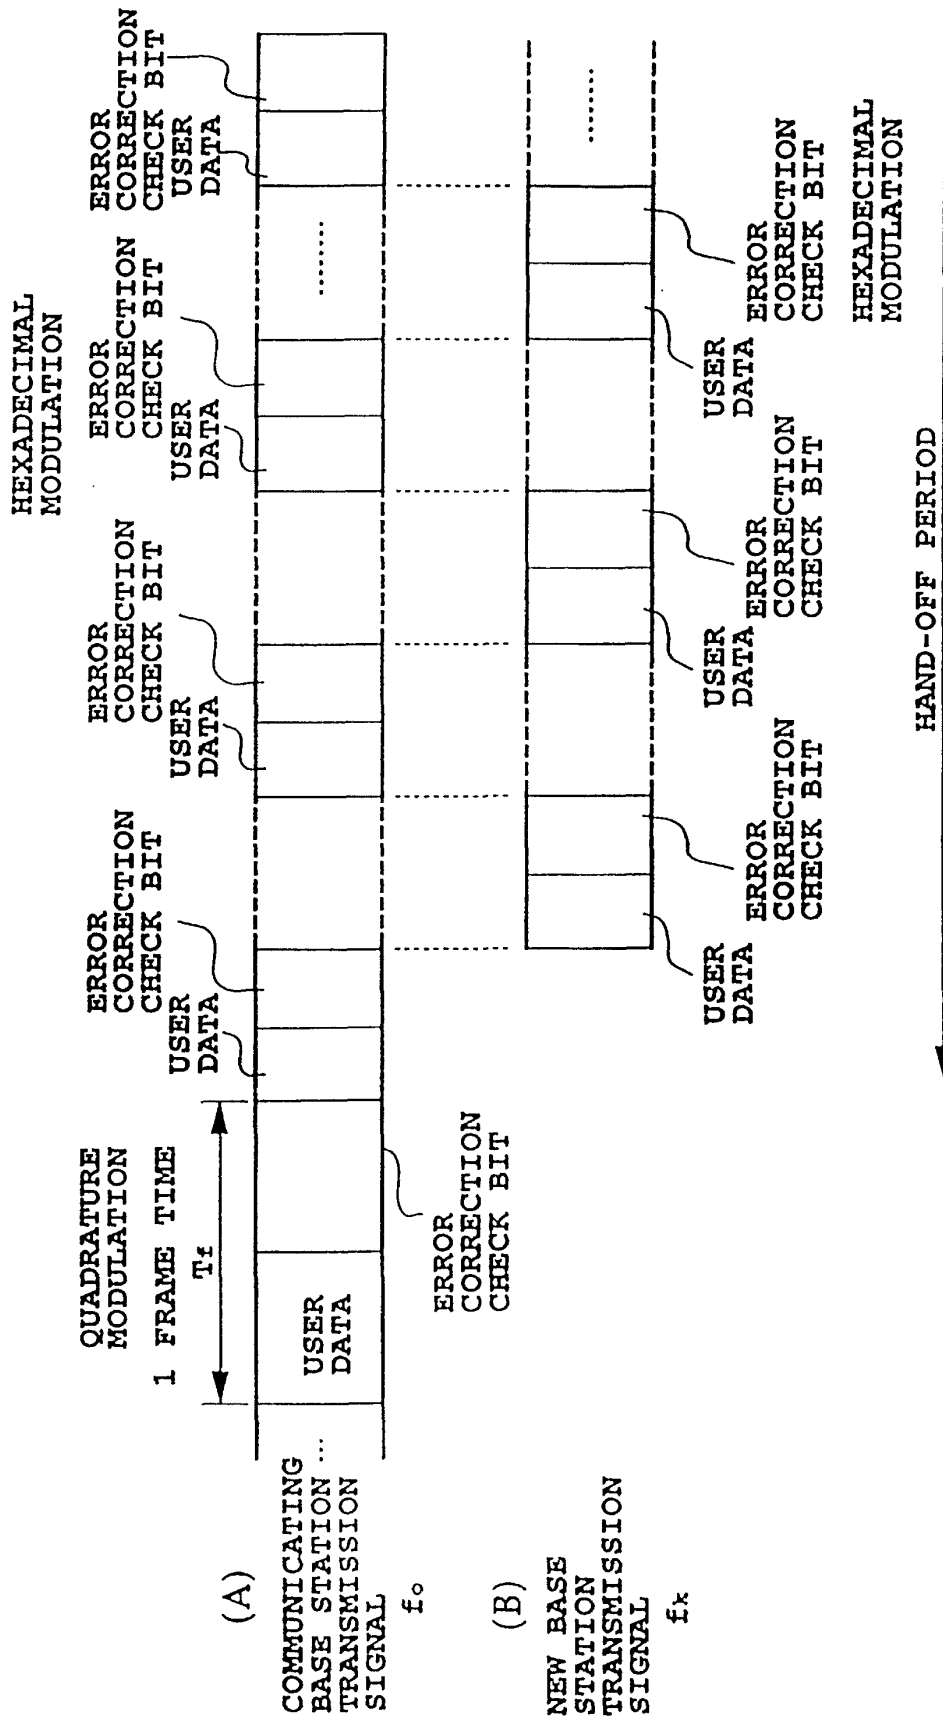 HEXADECIMAL
MODULATION
QUADRATURE
MODULATION
1 FRAME TIME
Tf
USER
DATA
ERROR
CORRECTION
CHECK BIT
USER
DATA
ERROR
CORRECTION
CHECK BIT
USER
DATA
ERROR
CORRECTION
CHECK BIT
USER
DATA
ERROR
CORRECTION
CHECK BIT
(A)
COMMUNICATING
BASE STATION ...
TRANSMISSION
SIGNAL
fo
USER
DATA
........
ERROR
CORRECTION
CHECK BIT
(B)
NEW BASE
STATION
TRANSMISSION
SIGNAL
fk
........
USER
DATA
ERROR
CORRECTION
CHECK BIT
USER
DATA
ERROR
CORRECTION
CHECK BIT
USER
DATA
ERROR
CORRECTION
CHECK BIT
HEXADECIMAL
MODULATION
HAND-OFF PERIOD